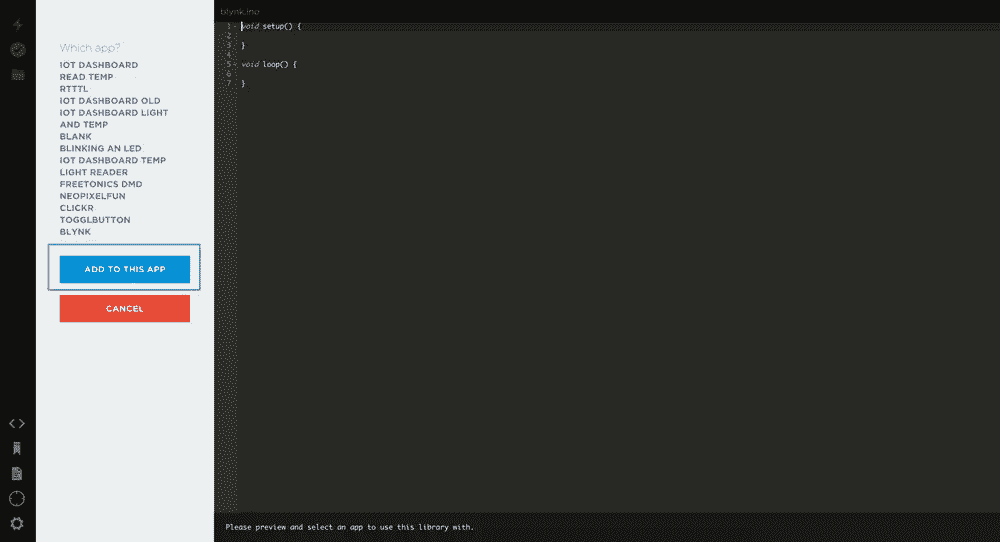 Which app?
IOT DASHBOARD
READ TEMP
RTTTL
IOT DASHBOARD OLD
IOT DASHBOARD LIGHT
AND TEMP
BLANK
BLINKING AN LED
IOT DASHBOARD TEMP
LIGHT READER
FREETONICS DMD
NEOPIXELFUN
CLICKR
TOGGLBUTTON
BLYNK
ADD TO THIS APP
CANCEL
blynk.ino
1 void setup() {
2
3 }
4
5 void loop() {
6
7 }
Please preview and select an app to use this library with.